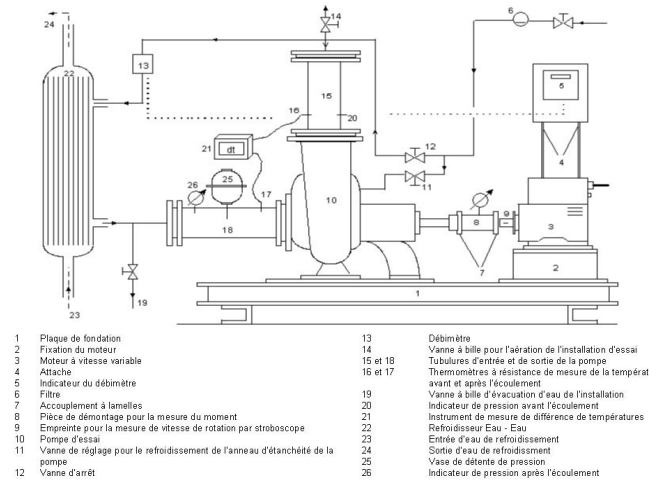 24
14
6
22
13
15
5
16
20
21
dt
12
4
26
25
17
11
10
9
18
8
3
7
2
1
19
23
1 Plaque de fondation
2 Fixation du moteur
3 Moteur à vitesse variable
4 Attache
5 Indicateur du débimètre
6 Filtre
7 Accouplement à lamelles
8 Pièce de démontage pour la mesure du moment
9 Empreinte pour la mesure de vitesse de rotation par stroboscope
10 Pompe d'essai
11 Vanne de réglage pour le refroidissement de l'anneau d'étanchéité de la
pompe
12 Vanne d'arrêt
13 Débimètre
14 Vanne à bille pour l'aération de l'installation d'essai
15 et 18 Tubulures d'entrée et de sortie de la pompe
16 et 17 Thermomètres à résistance de mesure de la températ
avant et après l'écoulement
19 Vanne à bille d'évacuation d'eau de l'installation
20 Indicateur de pression avant l'écoulement
21 Instrument de mesure de différence de températures
22 Refroidisseur Eau - Eau
23 Entrée d'eau de refroidissement
24 Sortie d'eau de refroidisment
25 Vase de détente de pression
26 Indicateur de pression après l'écoulement